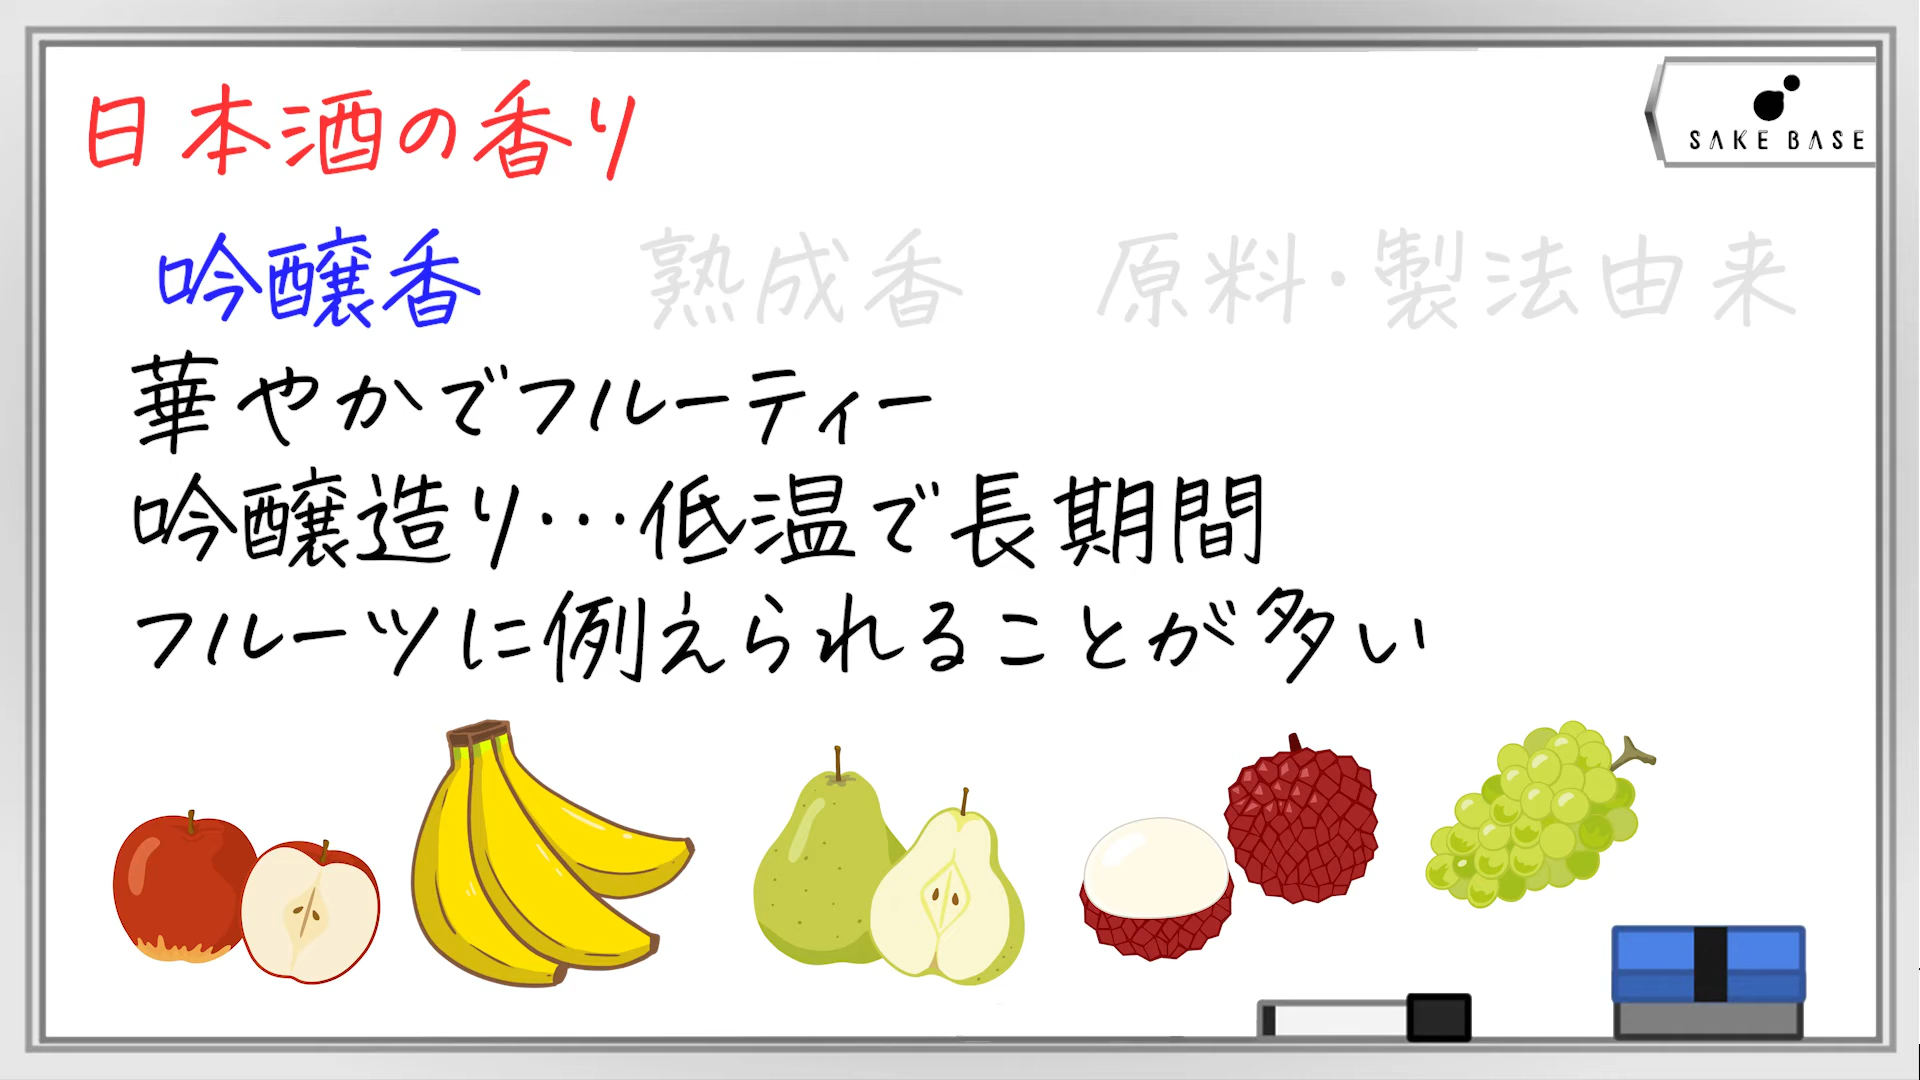 日本酒の香り
SAKE BASE
吟醸香 熟成香 原料・製法由来
華やかでフルーティー
吟醸造り…低温で長期間
フルーツに例えられることが多い